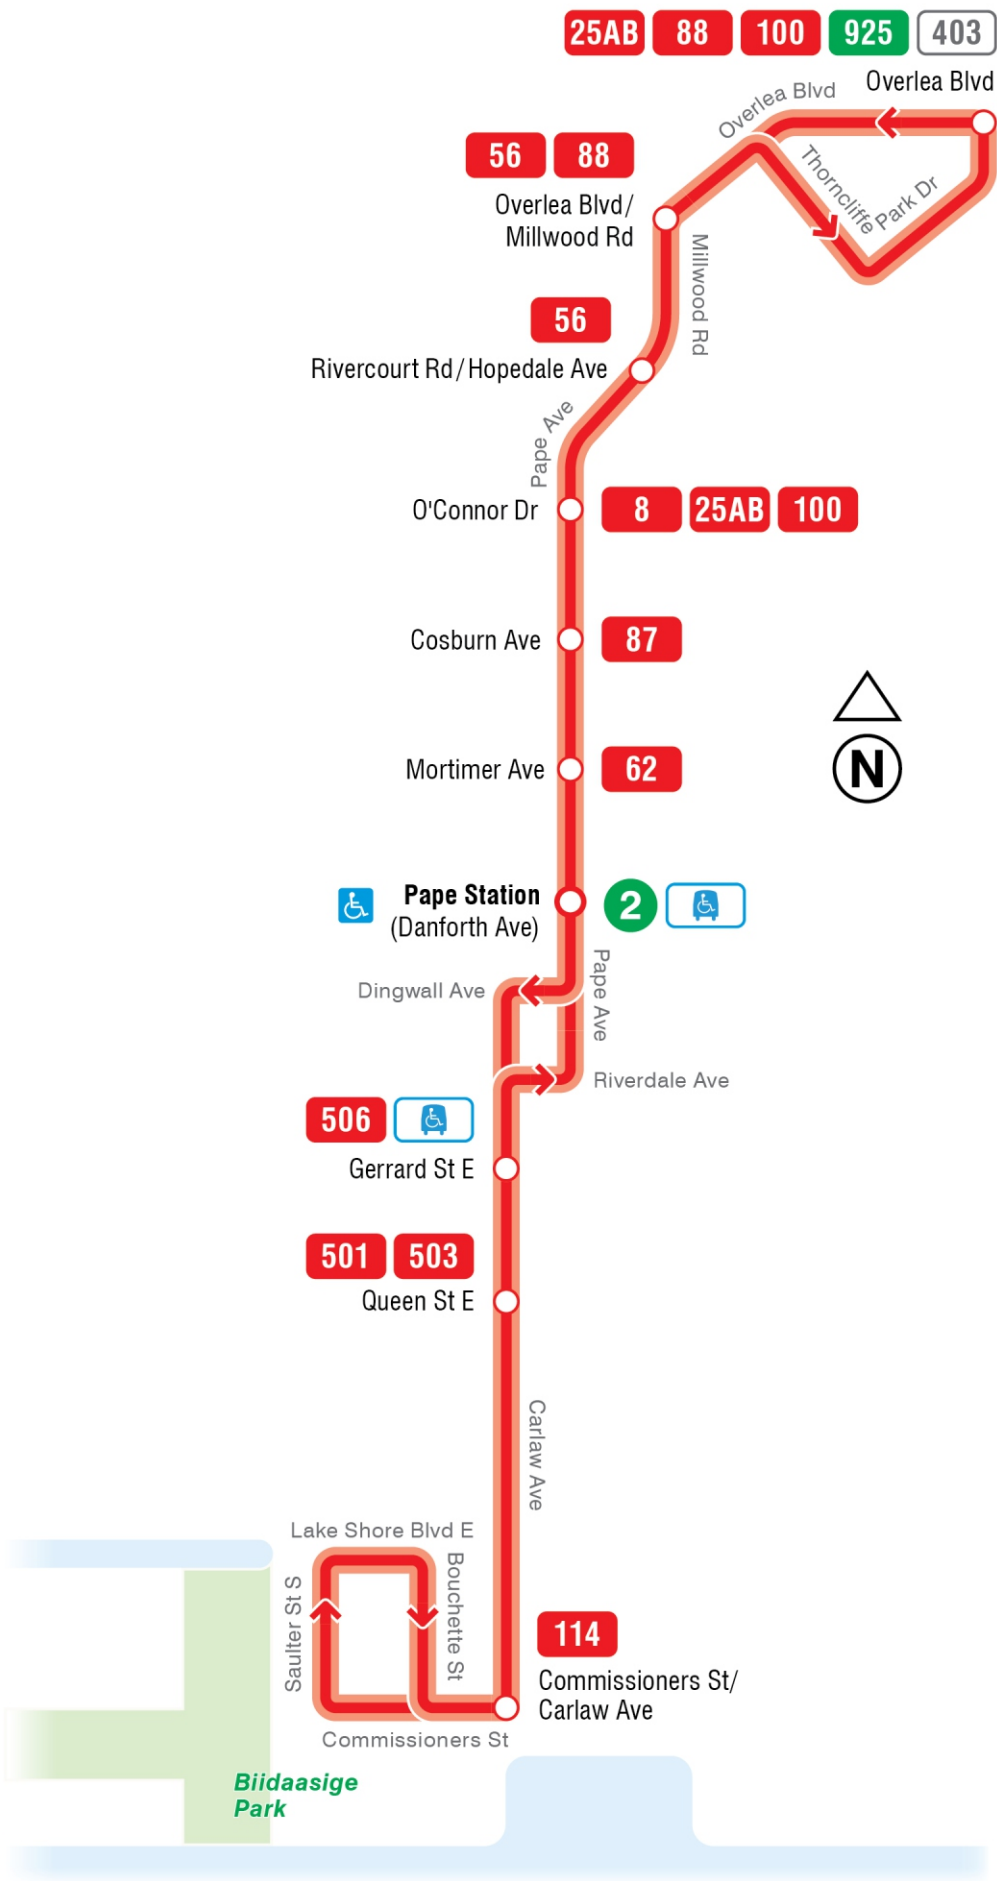 25AB 88 100 925 403
Overlea Blvd
Overlea Blvd
56 88
Overlea Blvd/
Millwood Rd
Thorncliffe
Park Dr
Millwood Rd
56
Rivercourt Rd/Hopedale Ave
Pape Ave
O'Connor Dr
8 25AB 100
Cosburn Ave
87
N
Mortimer Ave
62
Pape Station
(Danforth Ave)
2
Dingwall Ave
Pape Ave
Riverdale Ave
506
Gerrard St E
501 503
Queen St E
Carlaw Ave
Lake Shore Blvd E
Saulter St S
Bouchette St
114
Commissioners St/
Carlaw Ave
Commissioners St
Biidaasige
Park